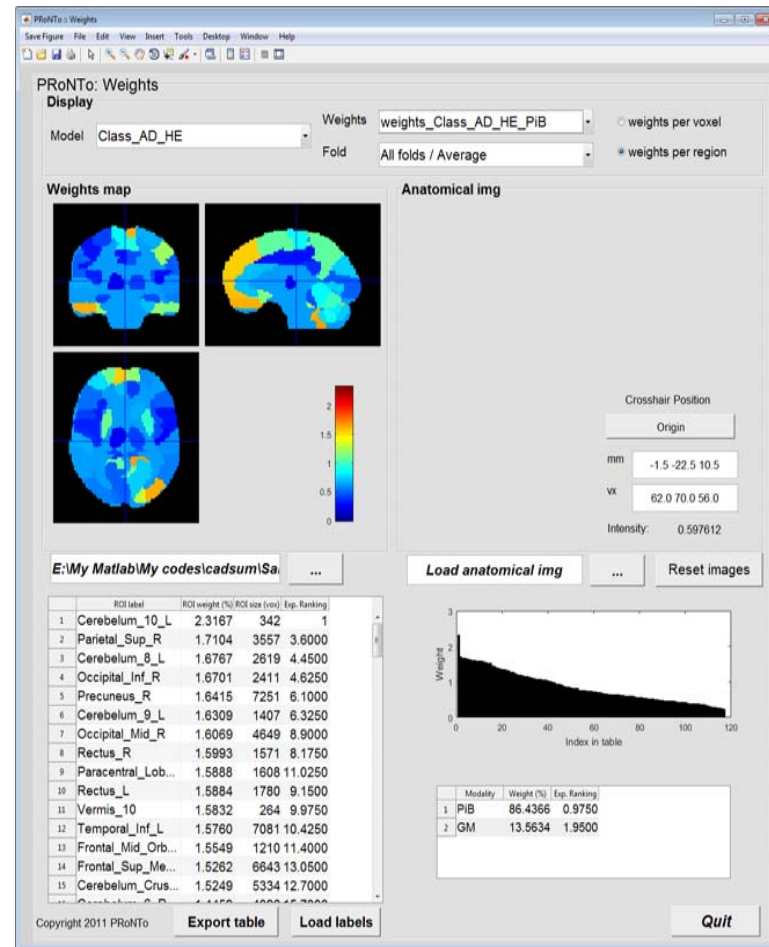 PRoNTo :: Weights
Save Figure File Edit View Insert Tools Desktop Window Help
PRoNTo: Weights
Display
Model Class_AD_HE
Weights weights_Class_AD_HE_PiB
weights per voxel
Fold All folds / Average
weights per region
Weights map
Anatomical img
2
1.5
1
0.5
0
Crosshair Position
Origin
mm -1.5 -22.5 10.5
vx 62.0 70.0 56.0
Intensity: 0.597612
E:\My Matlab\My codes\cadsum\Sa
...
Load anatomical img
...
Reset images
ROI label ROI weight (%) ROI size (vox) Exp. Ranking
1 Cerebelum_10_L 2.3167 342 1
2 Parietal_Sup_R 1.7104 3557 3.6000
3 Cerebelum_8_L 1.6767 2619 4.4500
4 Occipital_Inf_R 1.6701 2411 4.6250
5 Precuneus_R 1.6415 7251 6.1000
6 Cerebelum_9_L 1.6309 1407 6.3250
7 Occipital_Mid_R 1.6069 4649 8.9000
8 Rectus_R 1.5993 1571 8.1750
9 Paracentral_Lob... 1.5888 1608 11.0250
10 Rectus_L 1.5884 1780 9.1500
11 Vermis_10 1.5832 264 9.9750
12 Temporal_Inf_L 1.5760 7081 10.4250
13 Frontal_Mid_Orb... 1.5549 1210 11.4000
14 Frontal_Sup_Me... 1.5262 6643 13.0500
15 Cerebelum_Crus... 1.5249 5334 12.7000
Weight
3
2
1
0
0 20 40 60 80 100 120
Index in table
Modality Weight (%) Exp. Ranking
1 PiB 86.4366 0.9750
2 GM 13.5634 1.9500
Copyright 2011 PRoNTo
Export table
Load labels
Quit